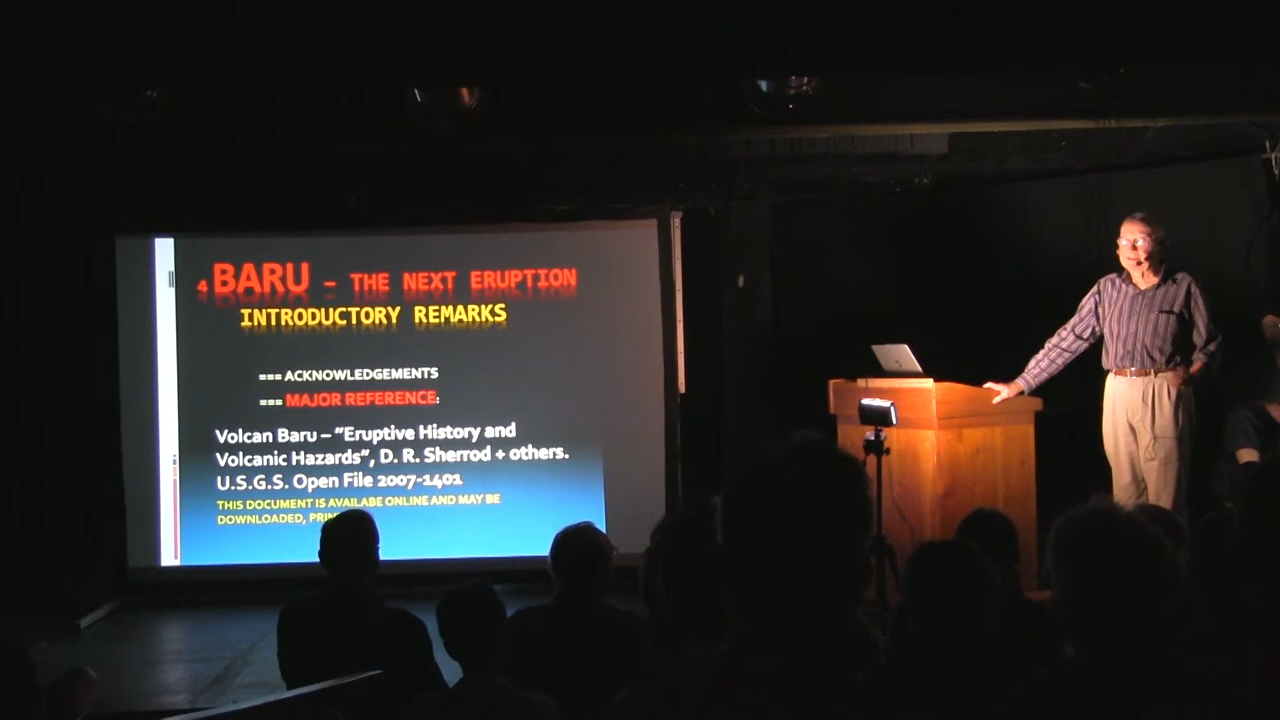 4 BARU – THE NEXT ERUPTION
INTRODUCTORY REMARKS
=== ACKNOWLEDGEMENTS
=== MAJOR REFERENCE:
Volcan Baru – "Eruptive History and
Volcanic Hazards", D. R. Sherrod + others.
U.S.G.S. Open File 2007-1401
THIS DOCUMENT IS AVAILABE ONLINE AND MAY BE
DOWNLOADED,